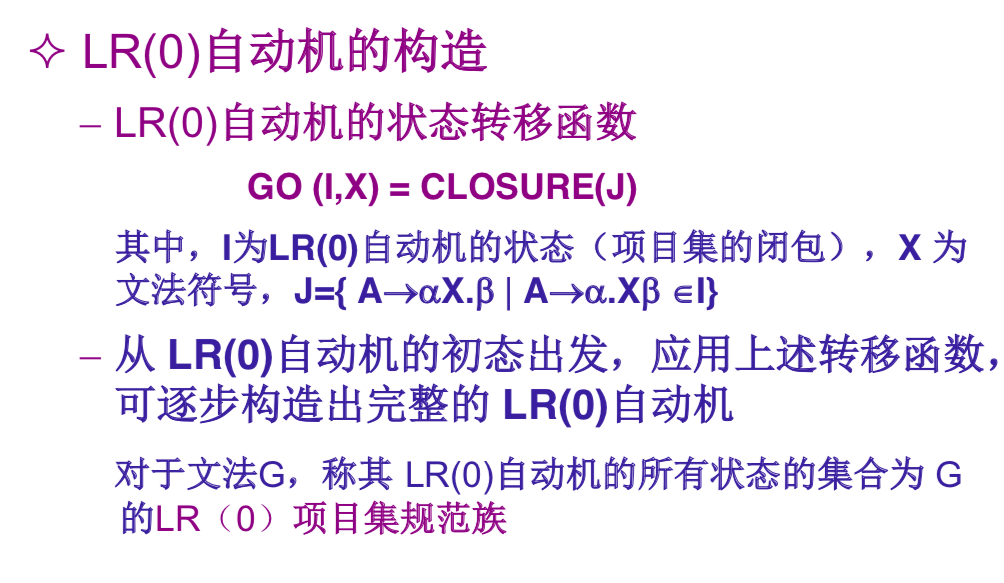 ✧ LR(0)自动机的构造
– LR(0)自动机的状态转移函数
GO (I,X) = CLOSURE(J)
其中，I为LR(0)自动机的状态（项目集的闭包），X 为
文法符号，J={ A→αX.β | A→α.Xβ ∈I}
– 从 LR(0)自动机的初态出发，应用上述转移函数，
可逐步构造出完整的 LR(0)自动机
对于文法G，称其 LR(0)自动机的所有状态的集合为 G
的LR（0）项目集规范族